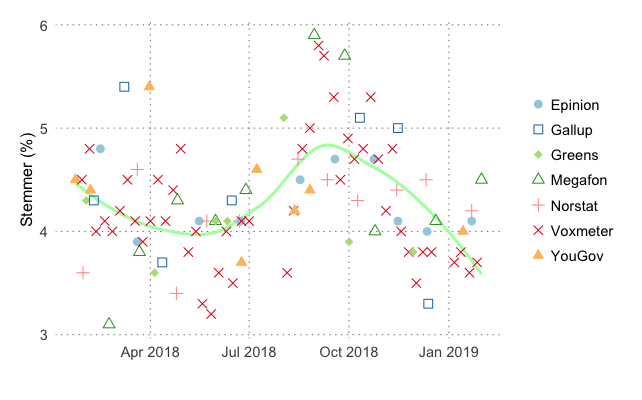 6
5
4
3
Stemmer (%)
Apr 2018
Jul 2018
Oct 2018
Jan 2019
Epinion
Gallup
Greens
Megafon
Norstat
Voxmeter
YouGov